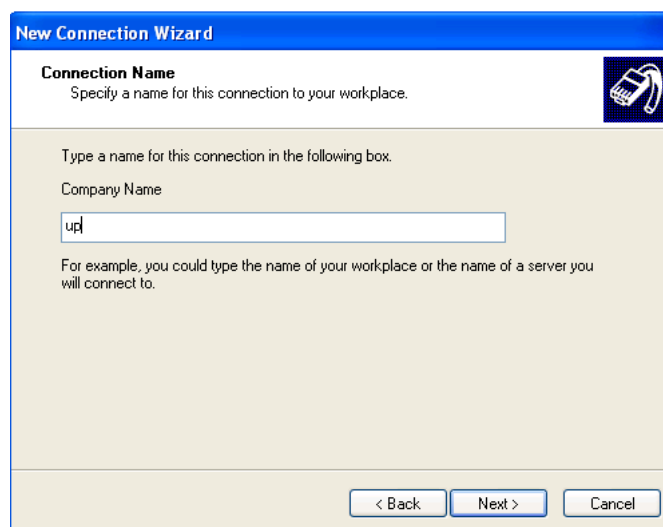 New Connection Wizard
Connection Name
Specify a name for this connection to your workplace.
Type a name for this connection in the following box.
Company Name
up
For example, you could type the name of your workplace or the name of a server you
will connect to.
< Back Next > Cancel